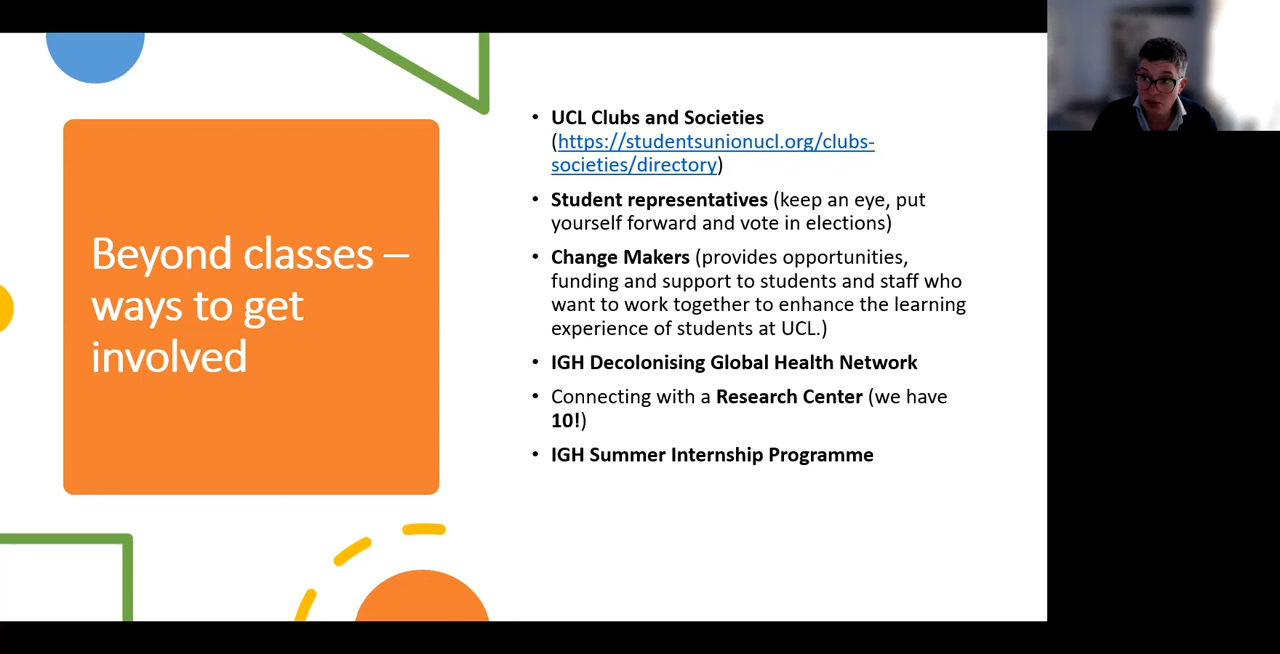 Beyond classes –
ways to get
involved
• UCL Clubs and Societies
(https://studentsunionucl.org/clubs-
societies/directory)
• Student representatives (keep an eye, put
yourself forward and vote in elections)
• Change Makers (provides opportunities,
funding and support to students and staff who
want to work together to enhance the learning
experience of students at UCL.)
• IGH Decolonising Global Health Network
• Connecting with a Research Center (we have
10!)
• IGH Summer Internship Programme